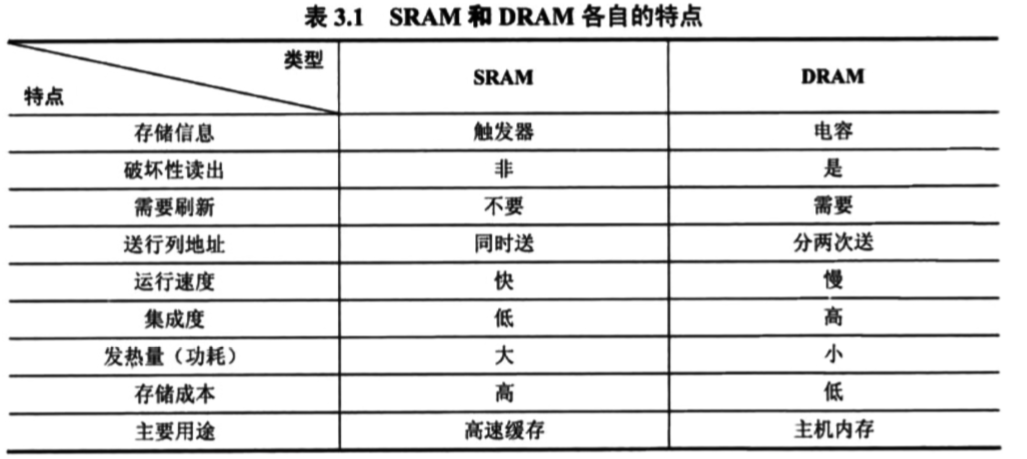 表 3.1 SRAM 和 DRAM 各自的特点
类型
特点
SRAM
DRAM
存储信息 触发器 电容
破坏性读出 非 是
需要刷新 不要 需要
送行列地址 同时送 分两次送
运行速度 快 慢
集成度 低 高
发热量（功耗） 大 小
存储成本 高 低
主要用途 高速缓存 主机内存